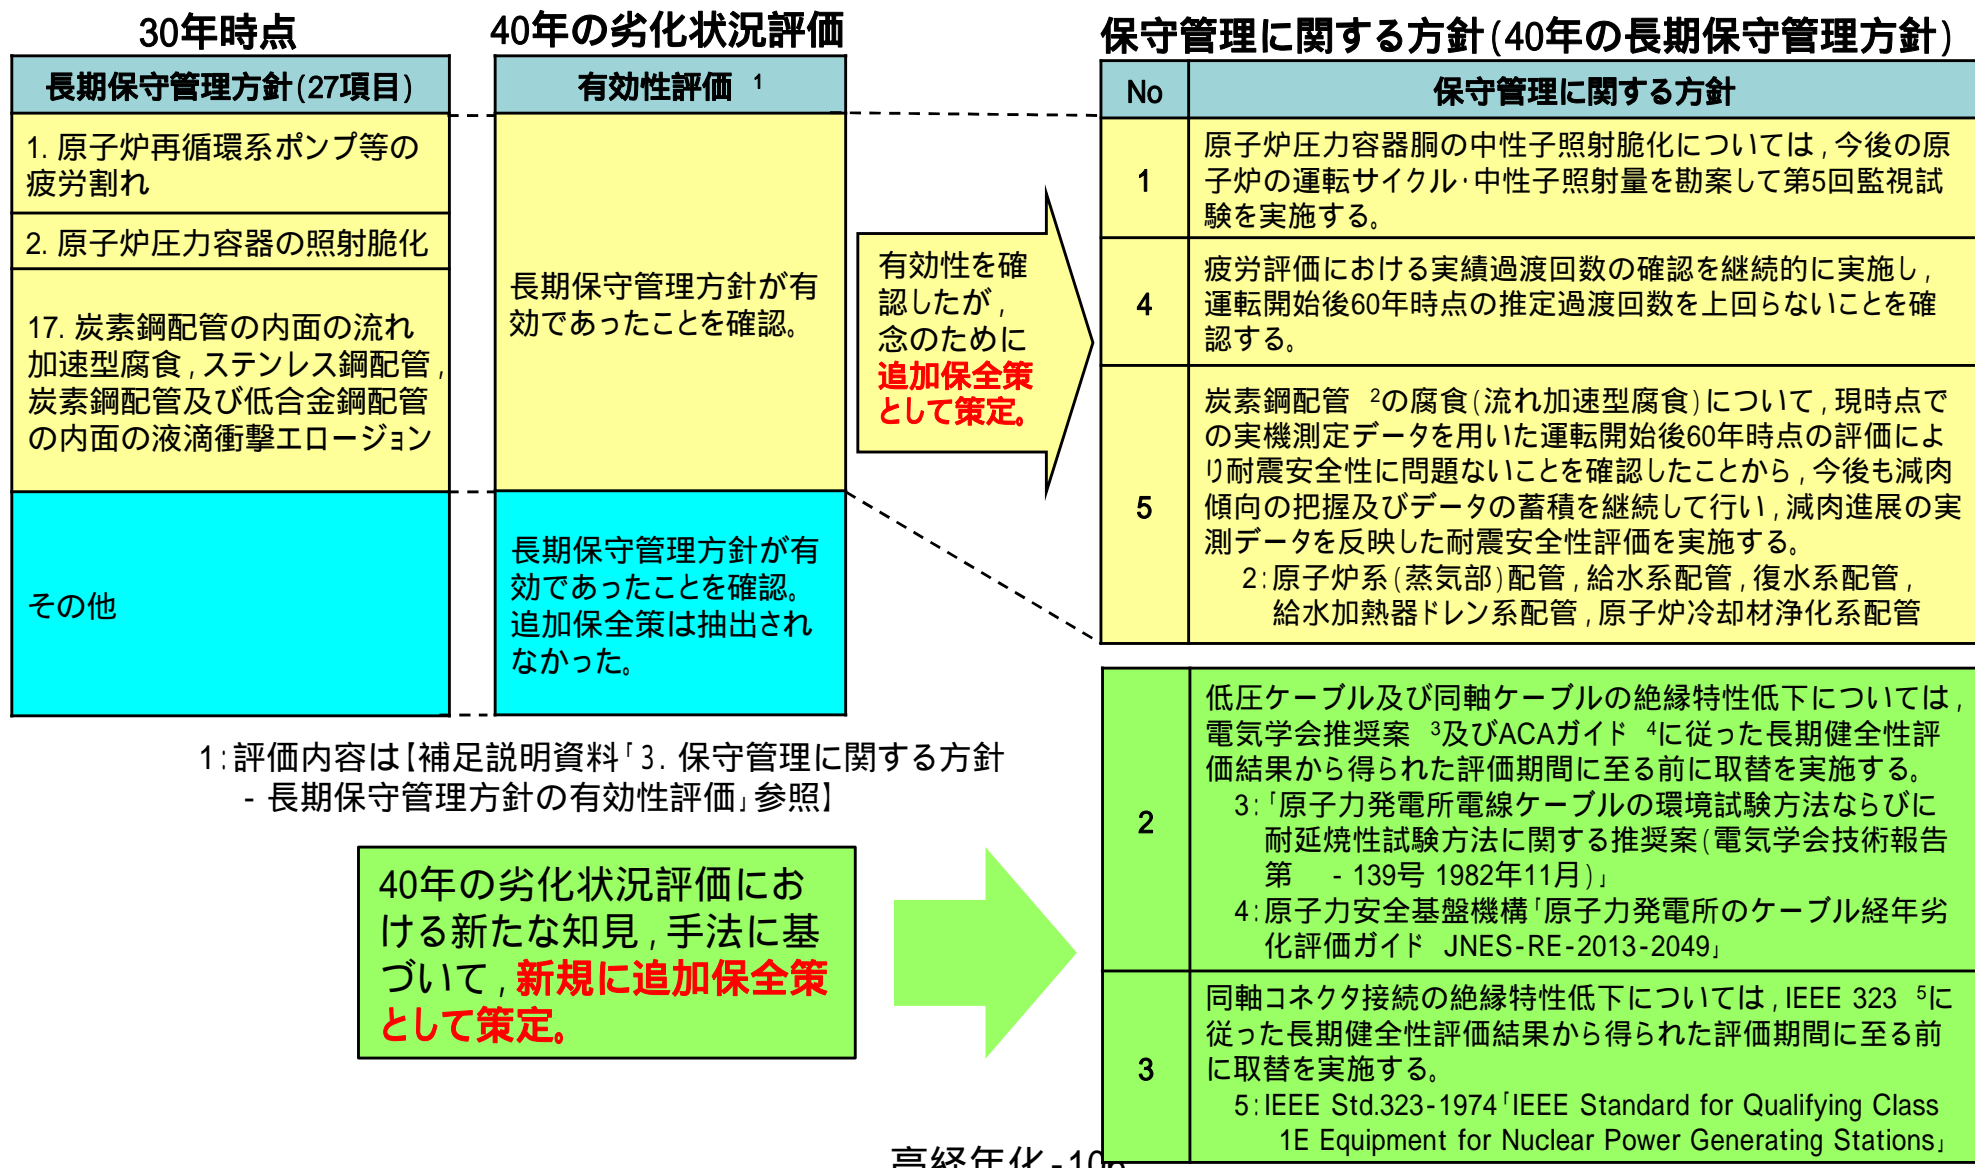 30年時点
長期保守管理方針(27項目)
1. 原子炉再循環系ポンプ等の
疲労割れ
2. 原子炉圧力容器の照射脆化
17. 炭素鋼配管の内面の流れ
加速型腐食,ステンレス鋼配管,
炭素鋼配管及び低合金鋼配管
の内面の液滴衝撃エロージョン
その他
40年の劣化状況評価
有効性評価 1
長期保守管理方針が有
効であったことを確認。
長期保守管理方針が有
効であったことを確認。
追加保全策は抽出され
なかった。
有効性を確
認したが,
念のために
追加保全策
として策定。
保守管理に関する方針(40年の長期保守管理方針)
No 保守管理に関する方針
1
原子炉圧力容器胴の中性子照射脆化については,今後の原
子炉の運転サイクル・中性子照射量を勘案して第5回監視試
験を実施する。
4
疲労評価における実績過渡回数の確認を継続的に実施し,
運転開始後60年時点の推定過渡回数を上回らないことを確
認する。
5
炭素鋼配管 2の腐食(流れ加速型腐食)について,現時点で
の実機測定データを用いた運転開始後60年時点の評価によ
り耐震安全性に問題ないことを確認したことから,今後も減肉
傾向の把握及びデータの蓄積を継続して行い,減肉進展の実
測データを反映した耐震安全性評価を実施する。
2:原子炉系(蒸気部)配管,給水系配管,復水系配管,
給水加熱器ドレン系配管,原子炉冷却材浄化系配管
1:評価内容は【補足説明資料「3. 保守管理に関する方針
- 長期保守管理方針の有効性評価」参照】
40年の劣化状況評価にお
ける新たな知見,手法に基
づいて,新規に追加保全策
として策定。
2
低圧ケーブル及び同軸ケーブルの絶縁特性低下については,
電気学会推奨案 3及びACAガイド 4に従った長期健全性評
価結果から得られた評価期間に至る前に取替を実施する。
3:「原子力発電所電線ケーブルの環境試験方法ならびに
耐延焼性試験方法に関する推奨案(電気学会技術報告
第 - 139号 1982年11月)」
4:原子力安全基盤機構「原子力発電所のケーブル経年劣
化評価ガイド JNES-RE-2013-2049」
3
同軸コネクタ接続の絶縁特性低下については,IEEE 323 5に
従った長期健全性評価結果から得られた評価期間に至る前
に取替を実施する。
5:IEEE Std.323-1974「IEEE Standard for Qualifying Class
1E Equipment for Nuclear Power Generating Stations」
高経年化-106